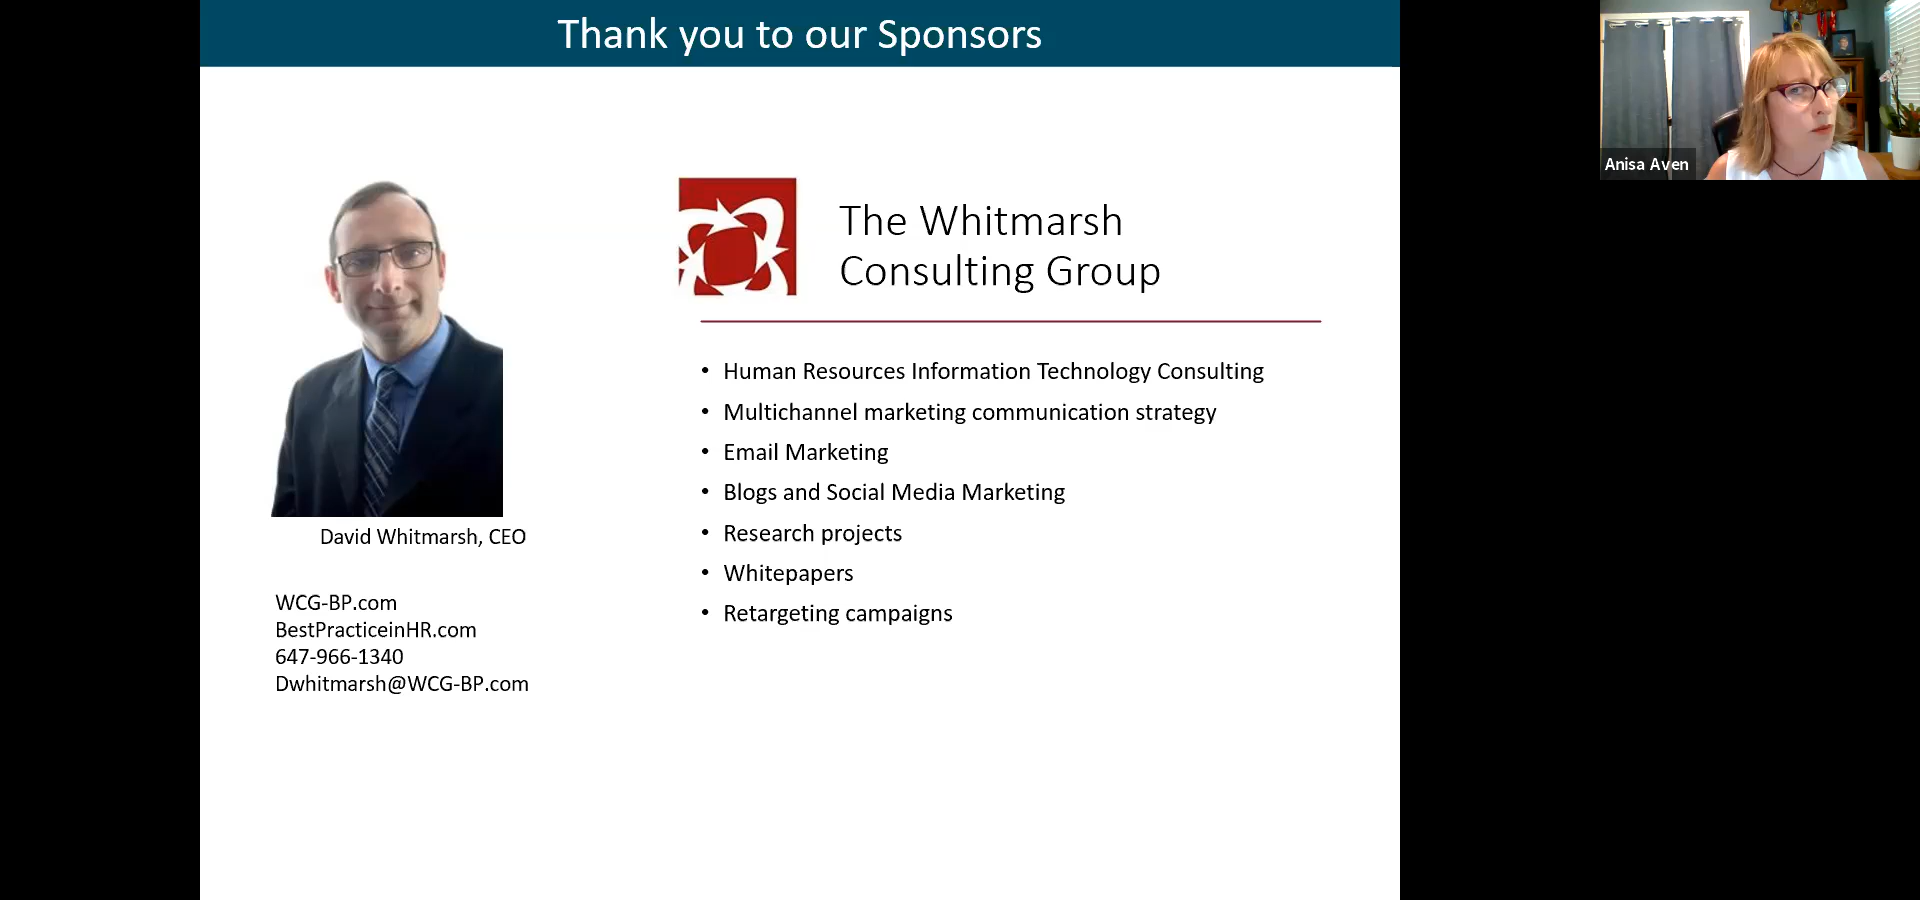 Thank you to our Sponsors
Anisa Aven
The Whitmarsh
Consulting Group
• Human Resources Information Technology Consulting
• Multichannel marketing communication strategy
• Email Marketing
• Blogs and Social Media Marketing
• Research projects
• Whitepapers
• Retargeting campaigns
David Whitmarsh, CEO
WCG-BP.com
BestPracticeinHR.com
647-966-1340
Dwhitmarsh@WCG-BP.com